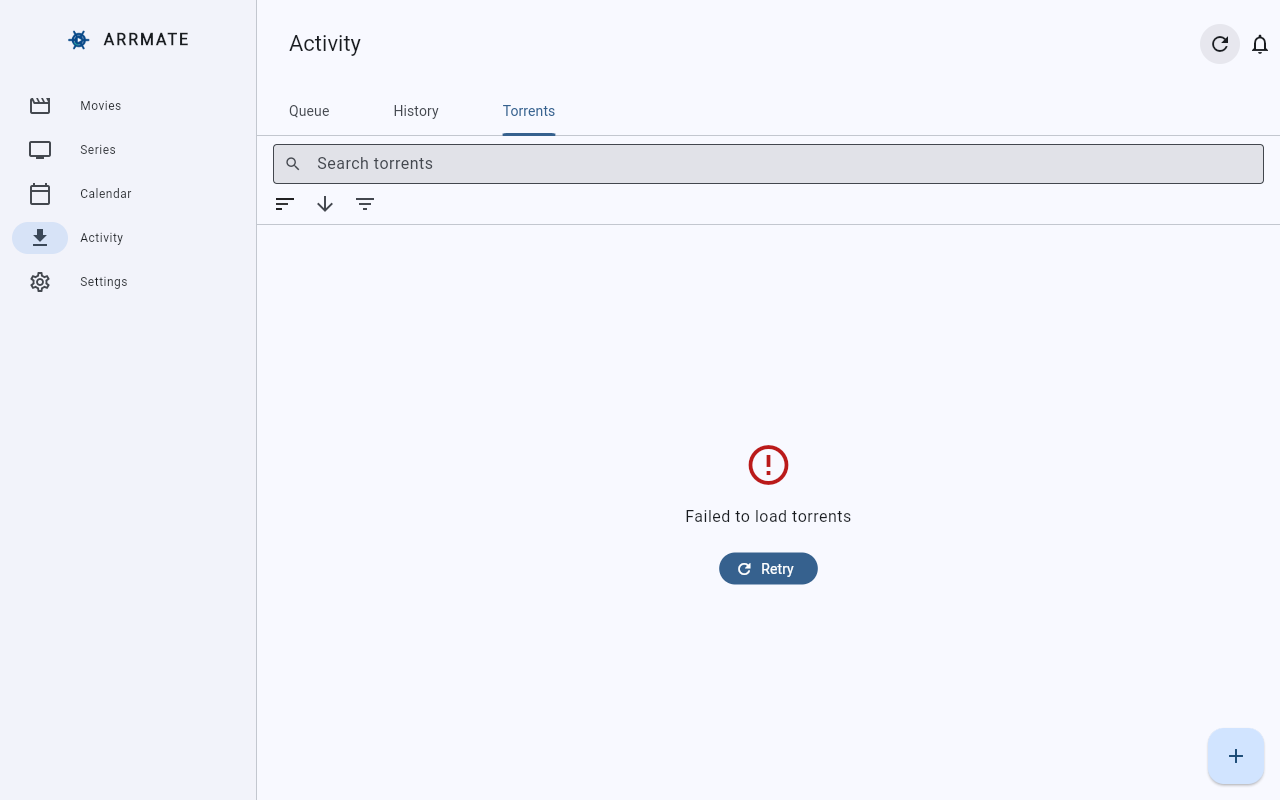 ARRMATE
Movies
Series
Calendar
Activity
Settings
Activity
Queue
History
Torrents
Search torrents
Failed to load torrents
Retry